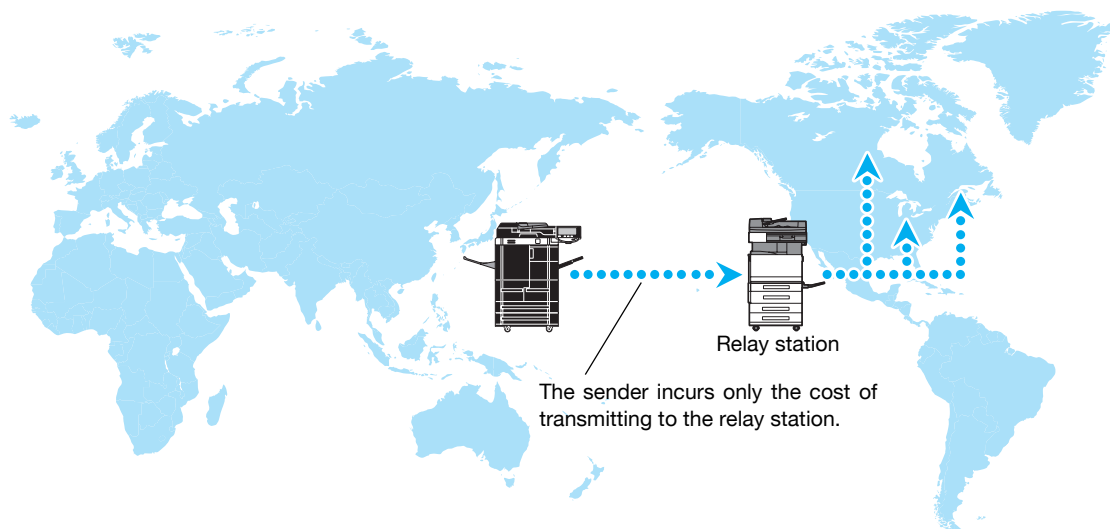 Relay station
The sender incurs only the cost of
transmitting to the relay station.